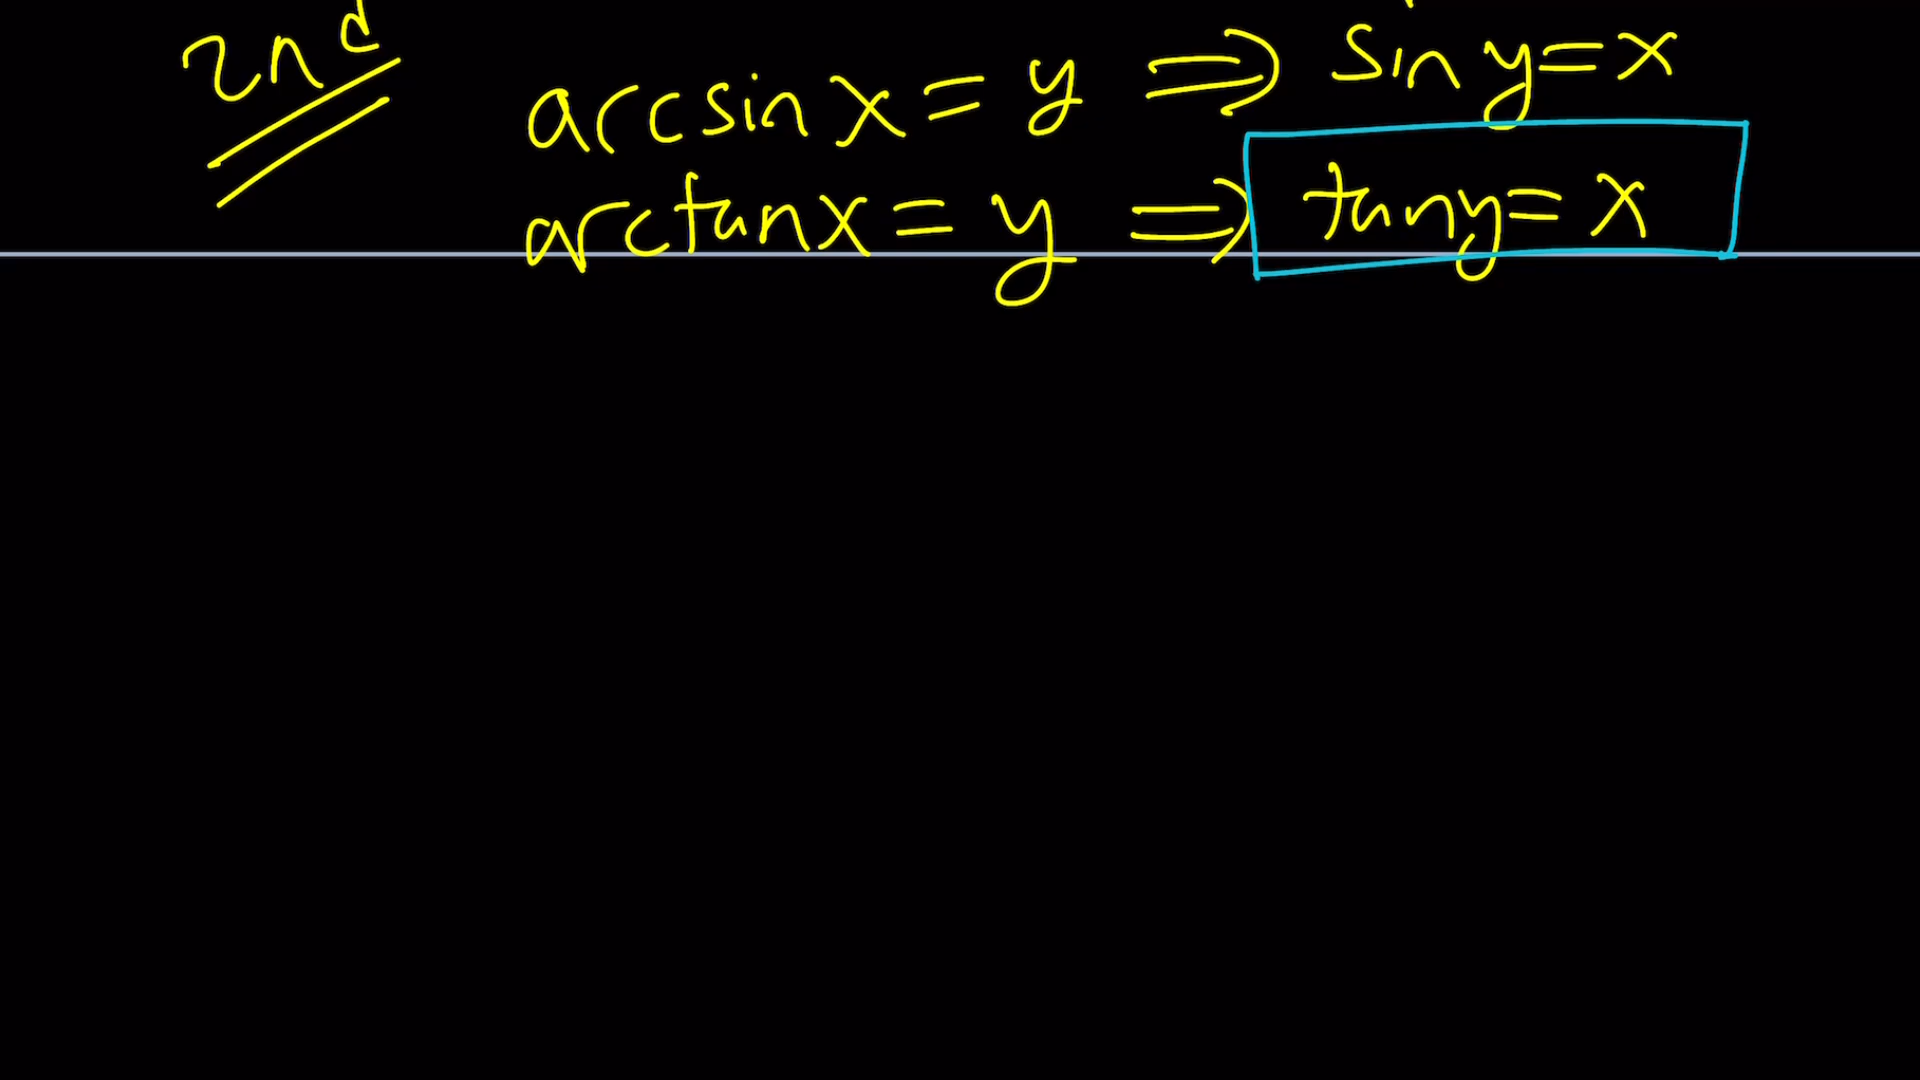 2nd
arcsin x = y ⇒ sin y = x
arctan x = y ⇒ tan y = x